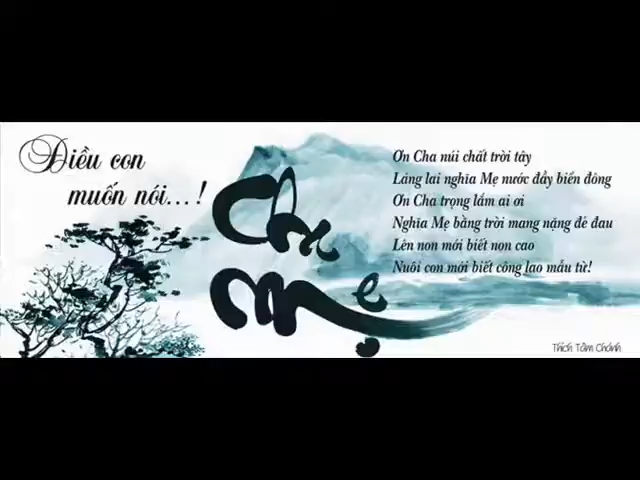 Điều con
muốn nói...!
Cha
Mẹ
Ơn Cha núi chất trời tây
Láng lai nghĩa Mẹ nước đầy biển đông
Ơn Cha trọng lắm ai ơi
Nghĩa Mẹ bằng trời mang nặng đẻ đau
Lên non mới biết non cao
Nuôi con mới biết công lao mẫu từ!
Thích Tâm Chánh